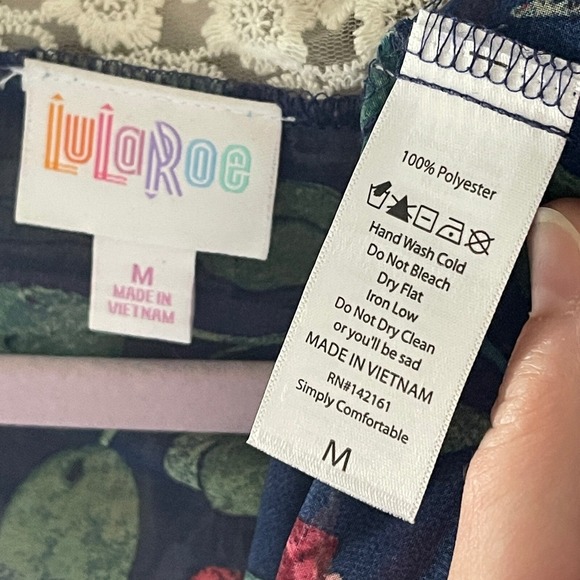 LuLaRoe
M
MADE IN
VIETNAM
100% Polyester
Hand Wash Cold
Do Not Bleach
Dry Flat
Iron Low
Do Not Dry Clean
or you'll be sad
MADE IN VIETNAM
RN#142161
Simply Comfortable
M